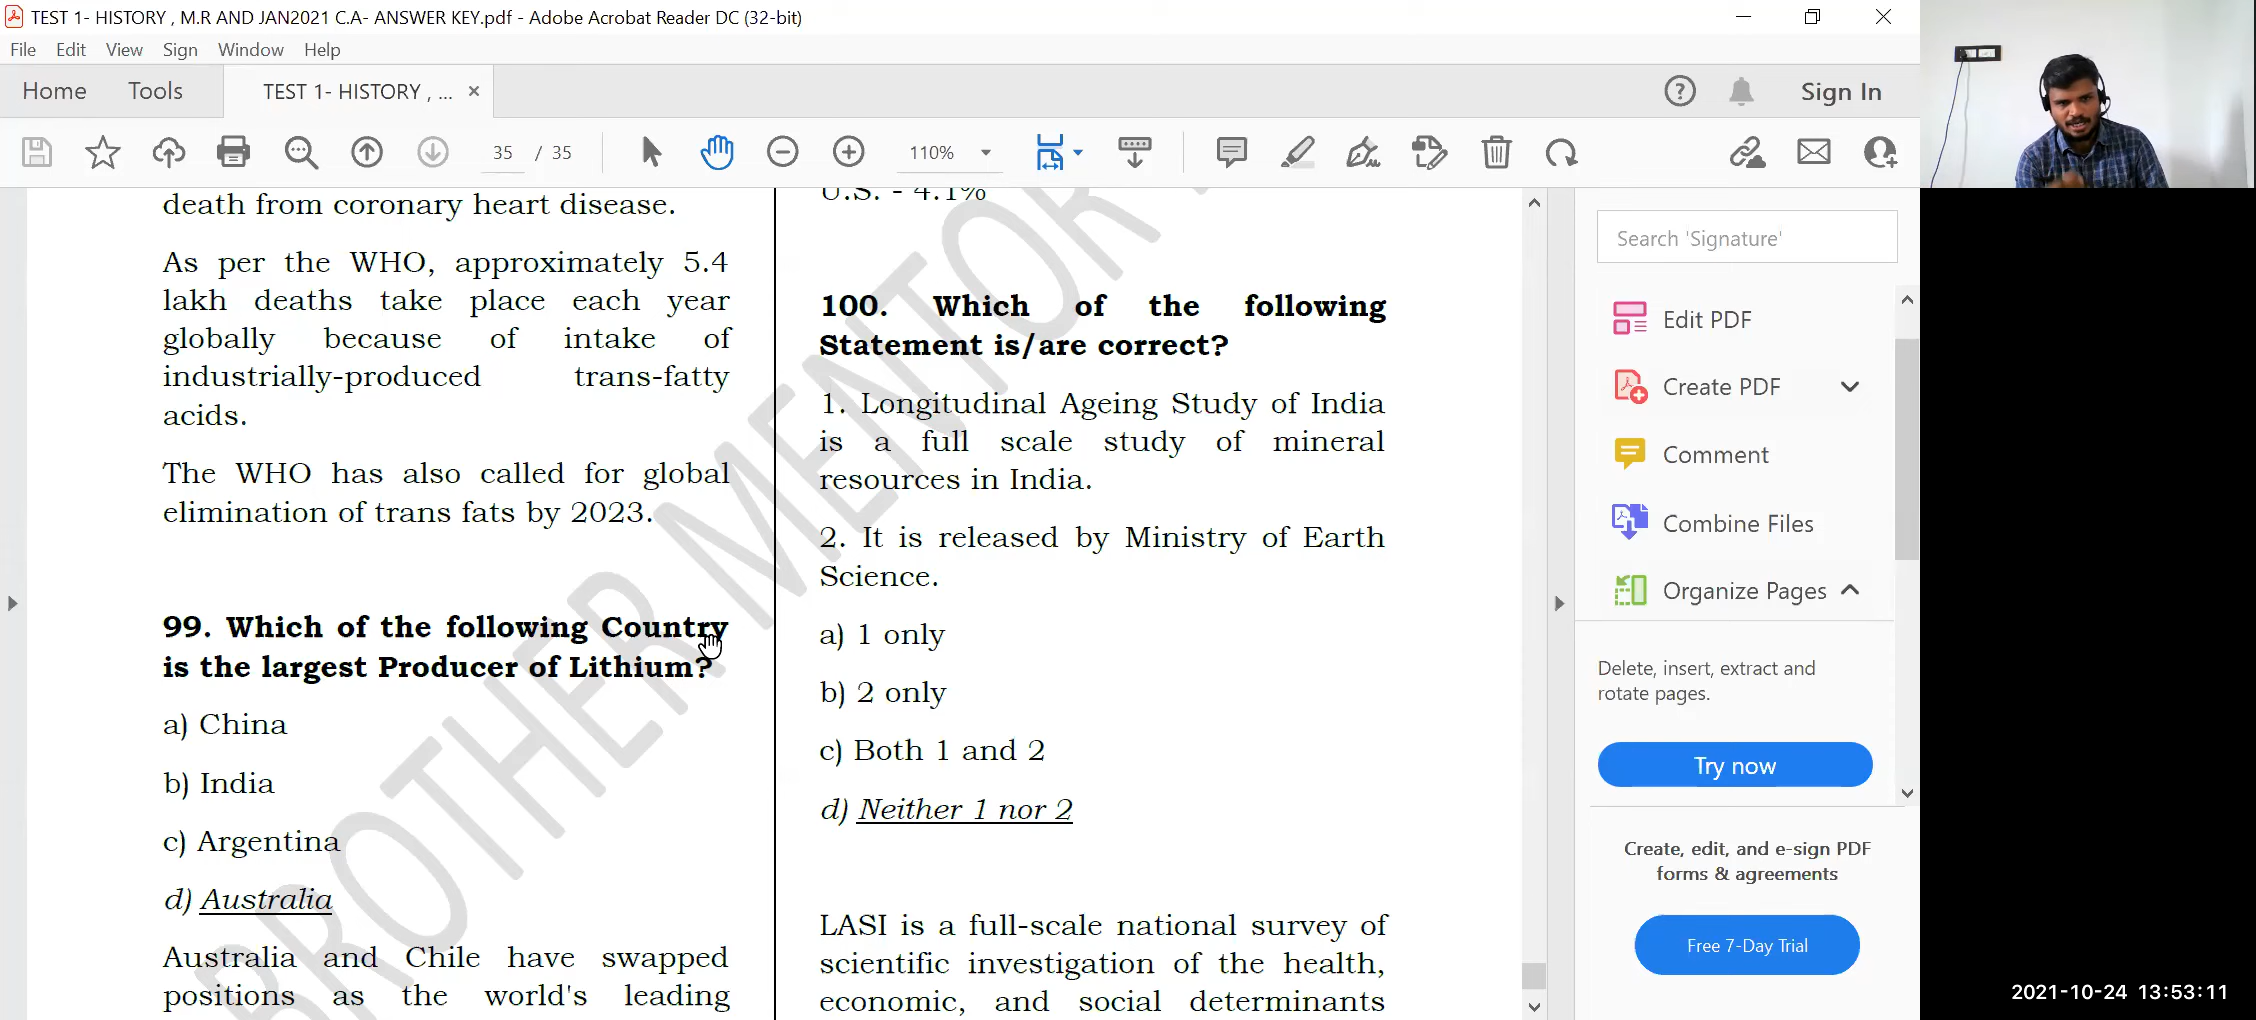 TEST 1- HISTORY , M.R AND JAN2021 C.A- ANSWER KEY.pdf - Adobe Acrobat Reader DC (32-bit)
File Edit View Sign Window Help
Home Tools TEST 1- HISTORY , ... × Sign In
35 / 35 110%
death from coronary heart disease.
As per the WHO, approximately 5.4
lakh deaths take place each year
globally because of intake of
industrially-produced trans-fatty
acids.
The WHO has also called for global
elimination of trans fats by 2023.
99. Which of the following Country
is the largest Producer of Lithium?
a) China
b) India
c) Argentina
d) Australia
Australia and Chile have swapped
positions as the world's leading
U.S. - 4.1%
100. Which of the following
Statement is/are correct?
1. Longitudinal Ageing Study of India
is a full scale study of mineral
resources in India.
2. It is released by Ministry of Earth
Science.
a) 1 only
b) 2 only
c) Both 1 and 2
d) Neither 1 nor 2
LASI is a full-scale national survey of
scientific investigation of the health,
economic, and social determinants
BROTHER MENTOR
Search 'Signature'
Edit PDF
Create PDF
Comment
Combine Files
Organize Pages
Delete, insert, extract and
rotate pages.
Try now
Create, edit, and e-sign PDF
forms & agreements
Free 7-Day Trial
2021-10-24 13:53:11